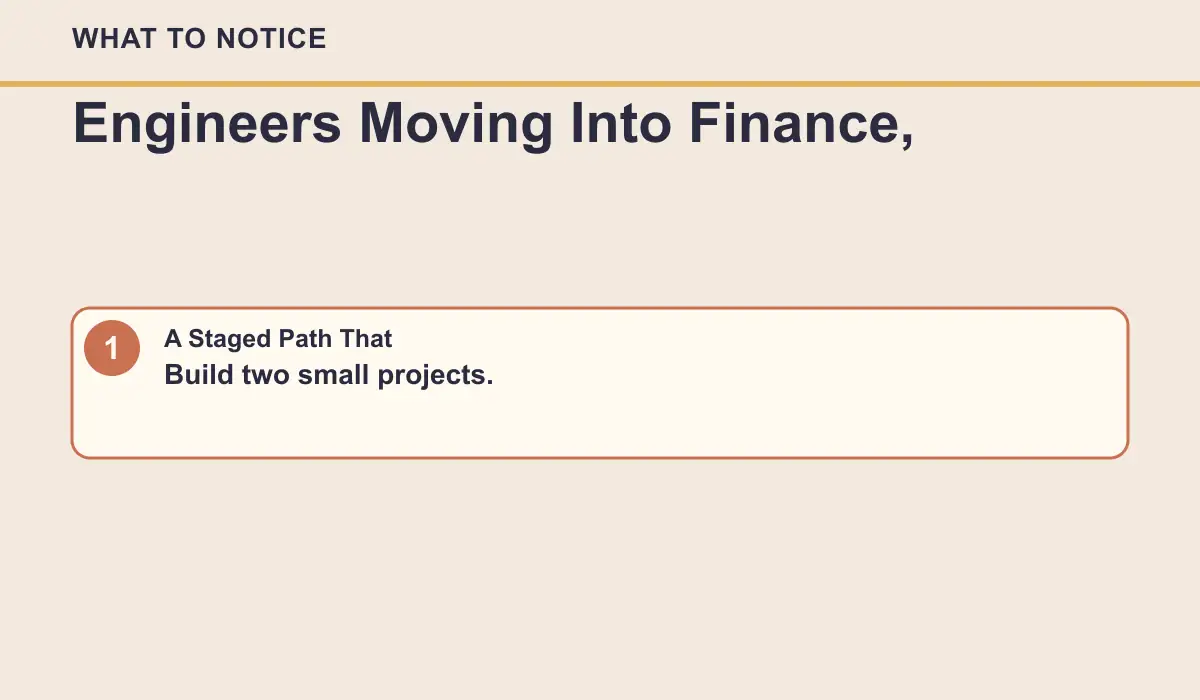 WHAT TO NOTICE
Engineers Moving Into Finance,
1
A Staged Path That
Build two small projects.